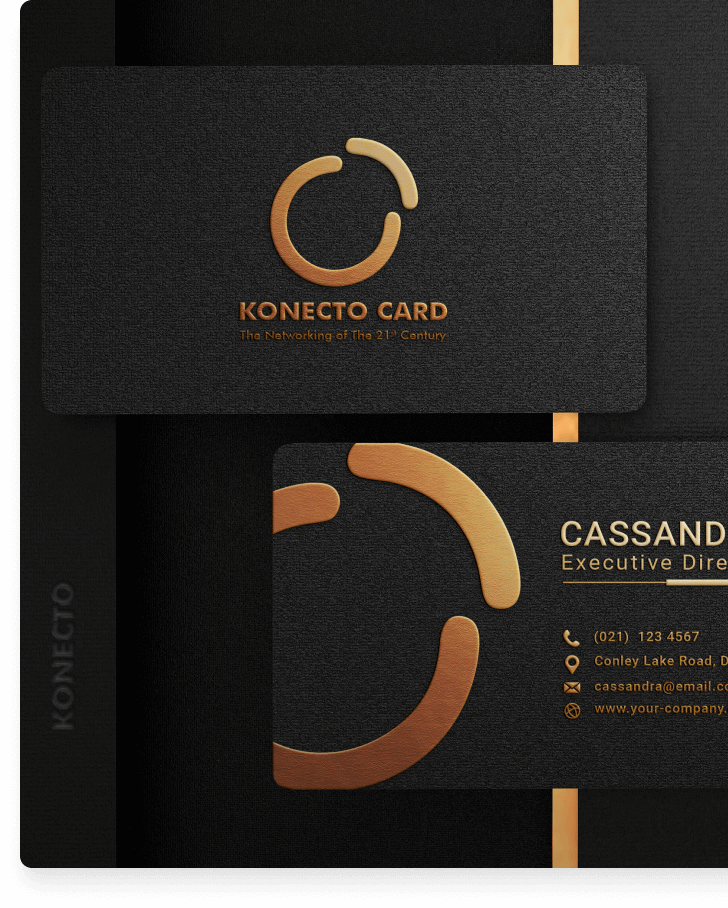 KONECTO CARD
The Networking of The 21st Century
KONECTO
CASSAND
Executive Dire
(021) 123 4567
Conley Lake Road, D
cassandra@email.co
www.your-company.